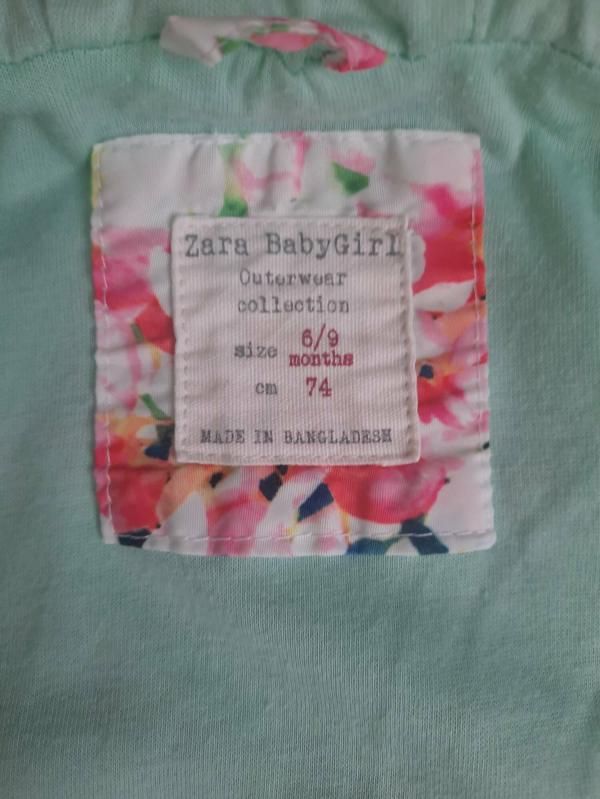 Zara BabyGirl
Outerwear
collection
size 6/9 months
cm 74
MADE IN BANGLADESH